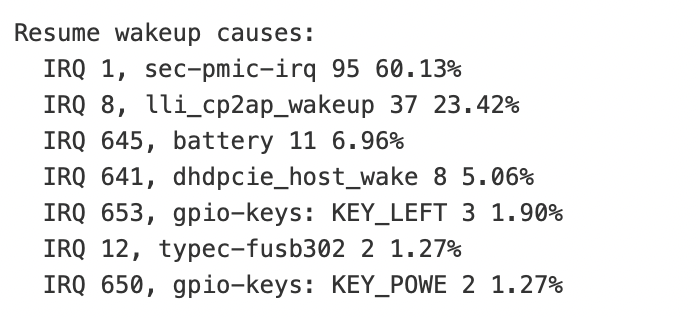 Resume wakeup causes:
IRQ 1, sec-pmic-irq 95 60.13%
IRQ 8, lli_cp2ap_wakeup 37 23.42%
IRQ 645, battery 11 6.96%
IRQ 641, dhdpcie_host_wake 8 5.06%
IRQ 653, gpio-keys: KEY_LEFT 3 1.90%
IRQ 12, typec-fusb302 2 1.27%
IRQ 650, gpio-keys: KEY_POWE 2 1.27%